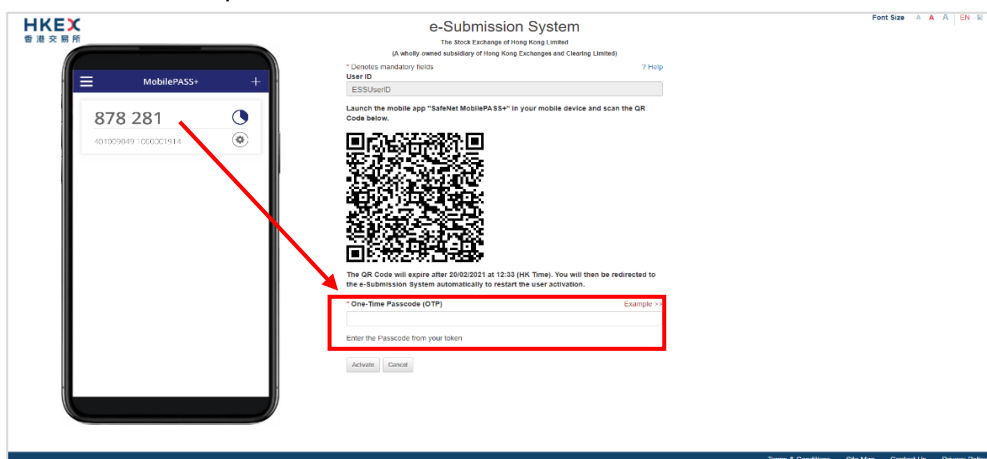 HKEX
香港交易所
Font Size A A A EN 繁
e-Submission System
The Stock Exchange of Hong Kong Limited
(A wholly-owned subsidiary of Hong Kong Exchanges and Clearing Limited)
* Denotes mandatory fields ? Help
User ID
ESSUserID
Launch the mobile app "SafeNet MobilePASS+" in your mobile device and scan the QR
Code below.
MobilePASS+ +
878 281
401009849 1000001914
The QR Code will expire after 20/02/2021 at 12:33 (HK Time). You will then be redirected to
the e-Submission System automatically to restart the user activation.
* One-Time Passcode (OTP) Example >>
Enter the Passcode from your token
Activate Cancel
Terms & Conditions Site Map Contact Us Privacy Policy